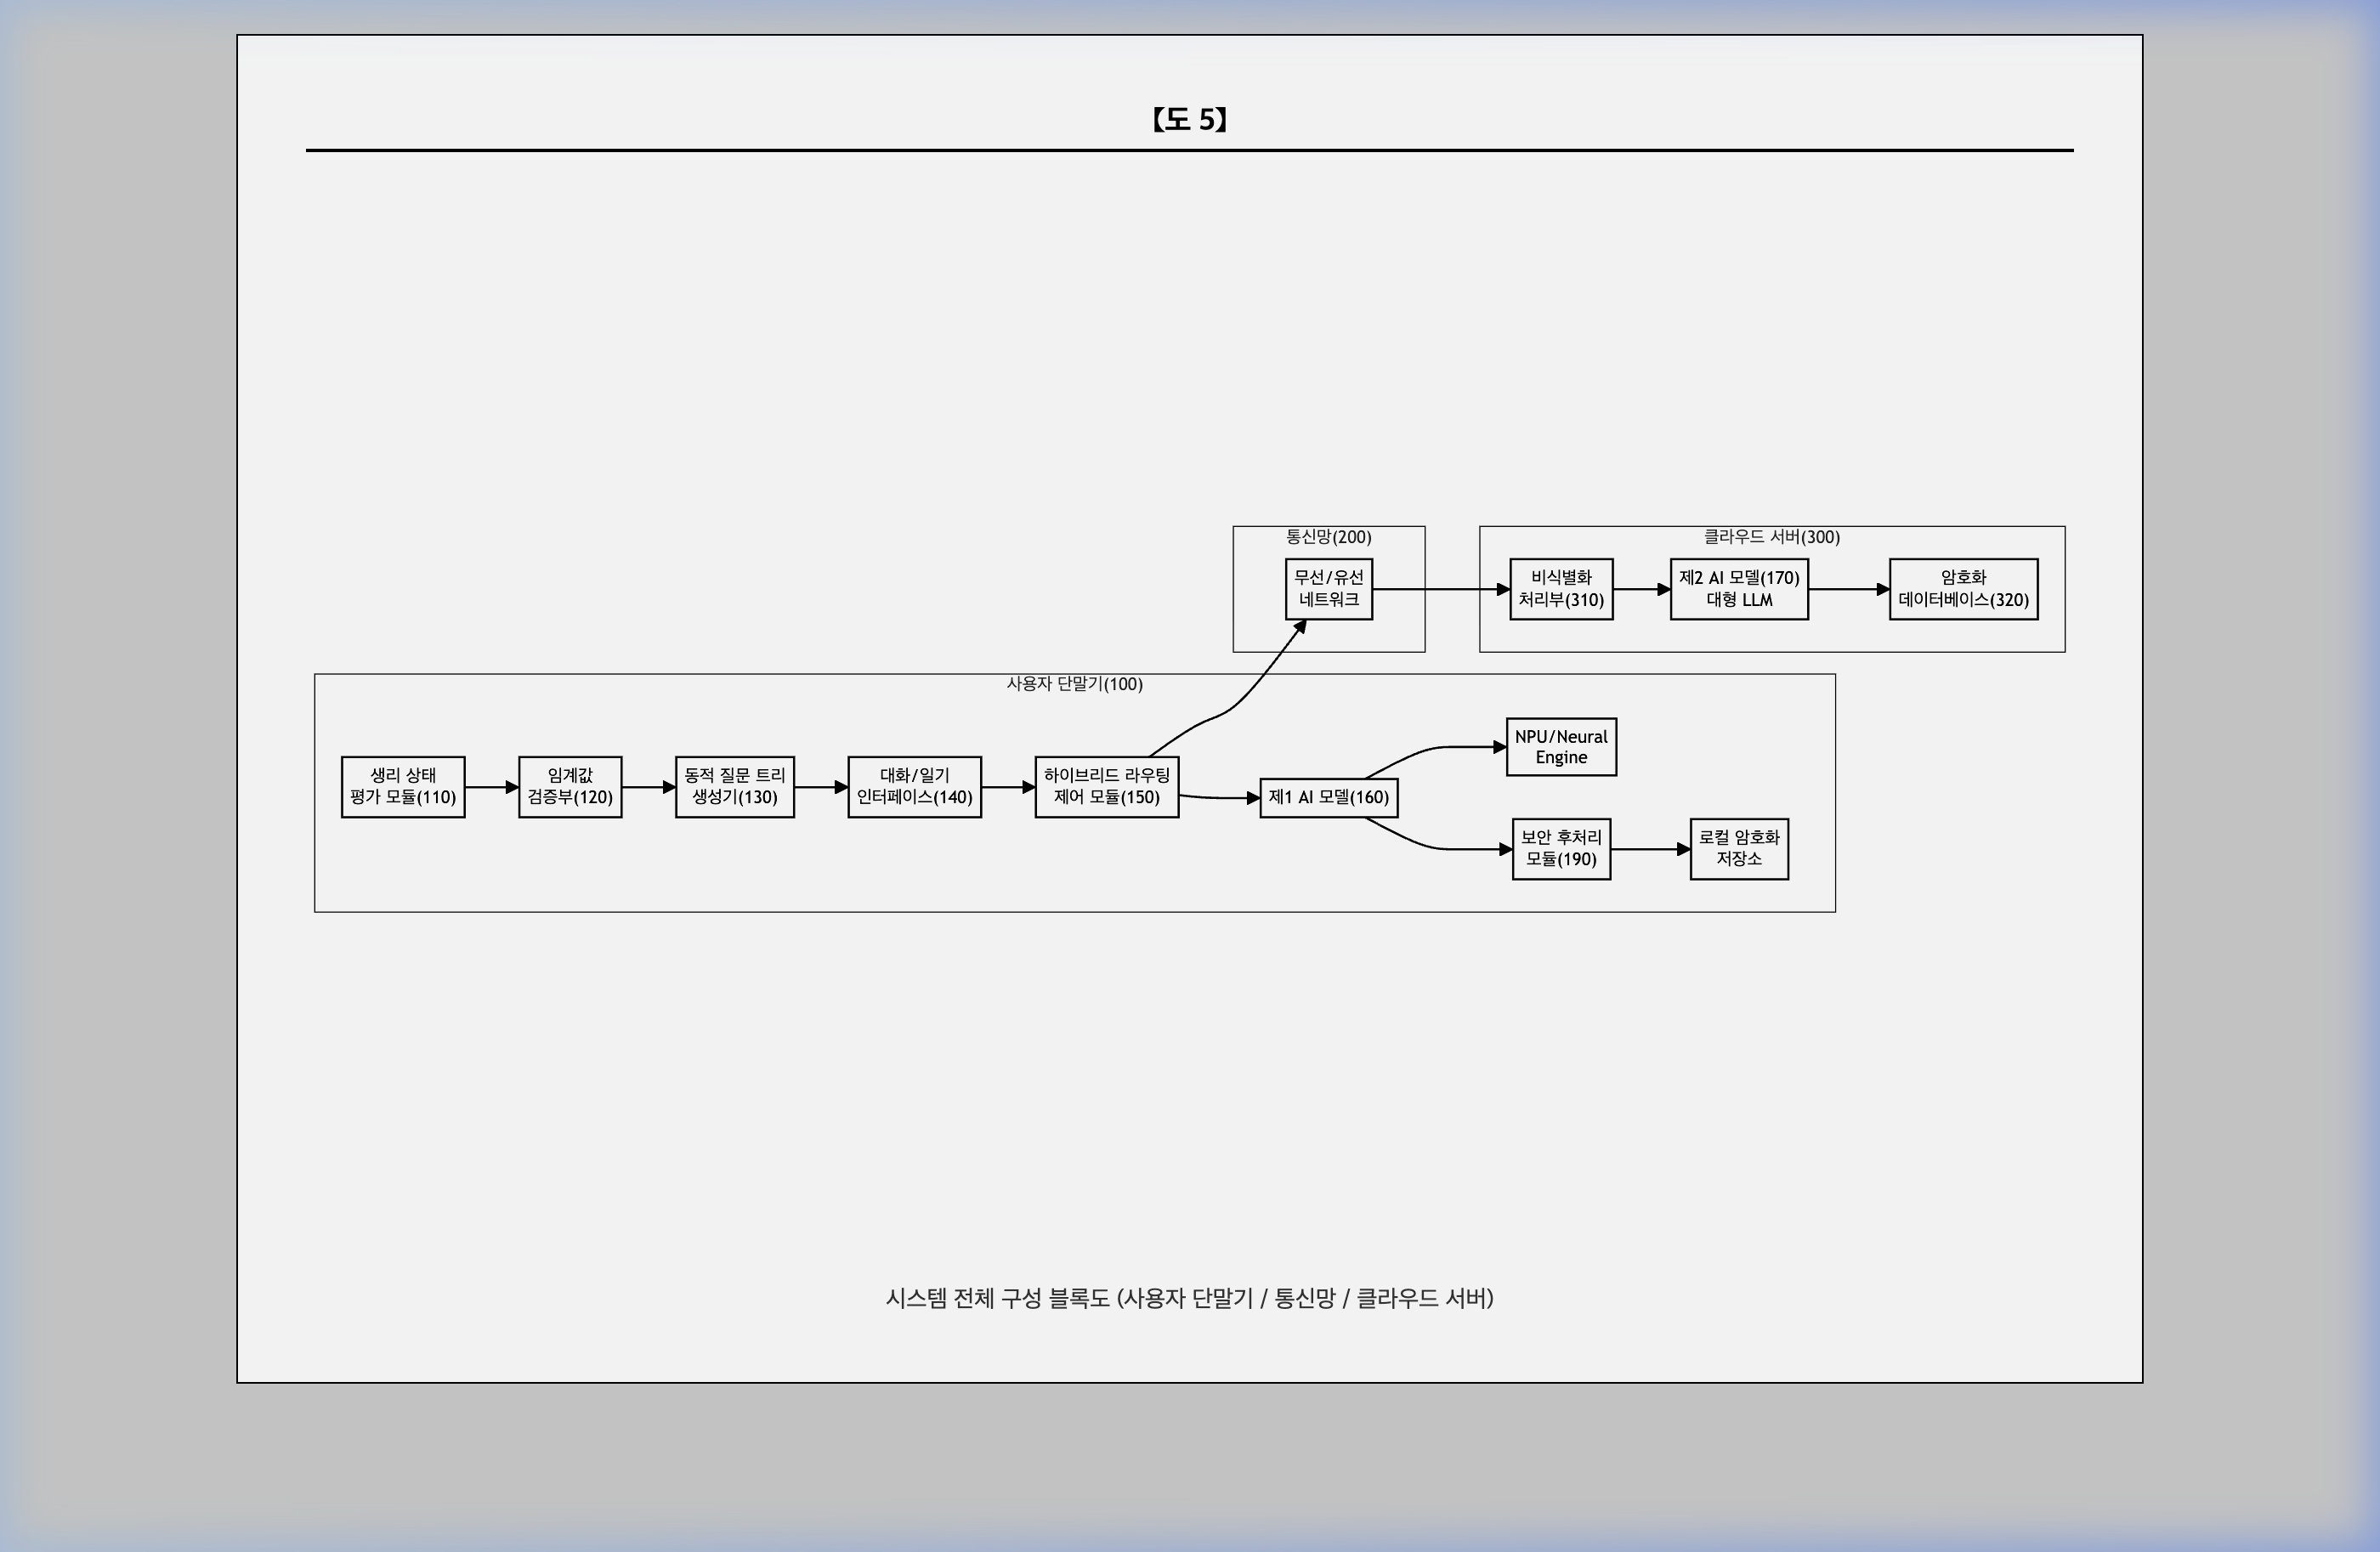 【도 5】
통신망(200)
무선/유선
네트워크
클라우드 서버(300)
비식별화
처리부(310)
제2 AI 모델(170)
대형 LLM
암호화
데이터베이스(320)
사용자 단말기(100)
생리 상태
평가 모듈(110)
임계값
검증부(120)
동적 질문 트리
생성기(130)
대화/일기
인터페이스(140)
하이브리드 라우팅
제어 모듈(150)
제1 AI 모델(160)
NPU/Neural
Engine
보안 후처리
모듈(190)
로컬 암호화
저장소
시스템 전체 구성 블록도 (사용자 단말기 / 통신망 / 클라우드 서버)